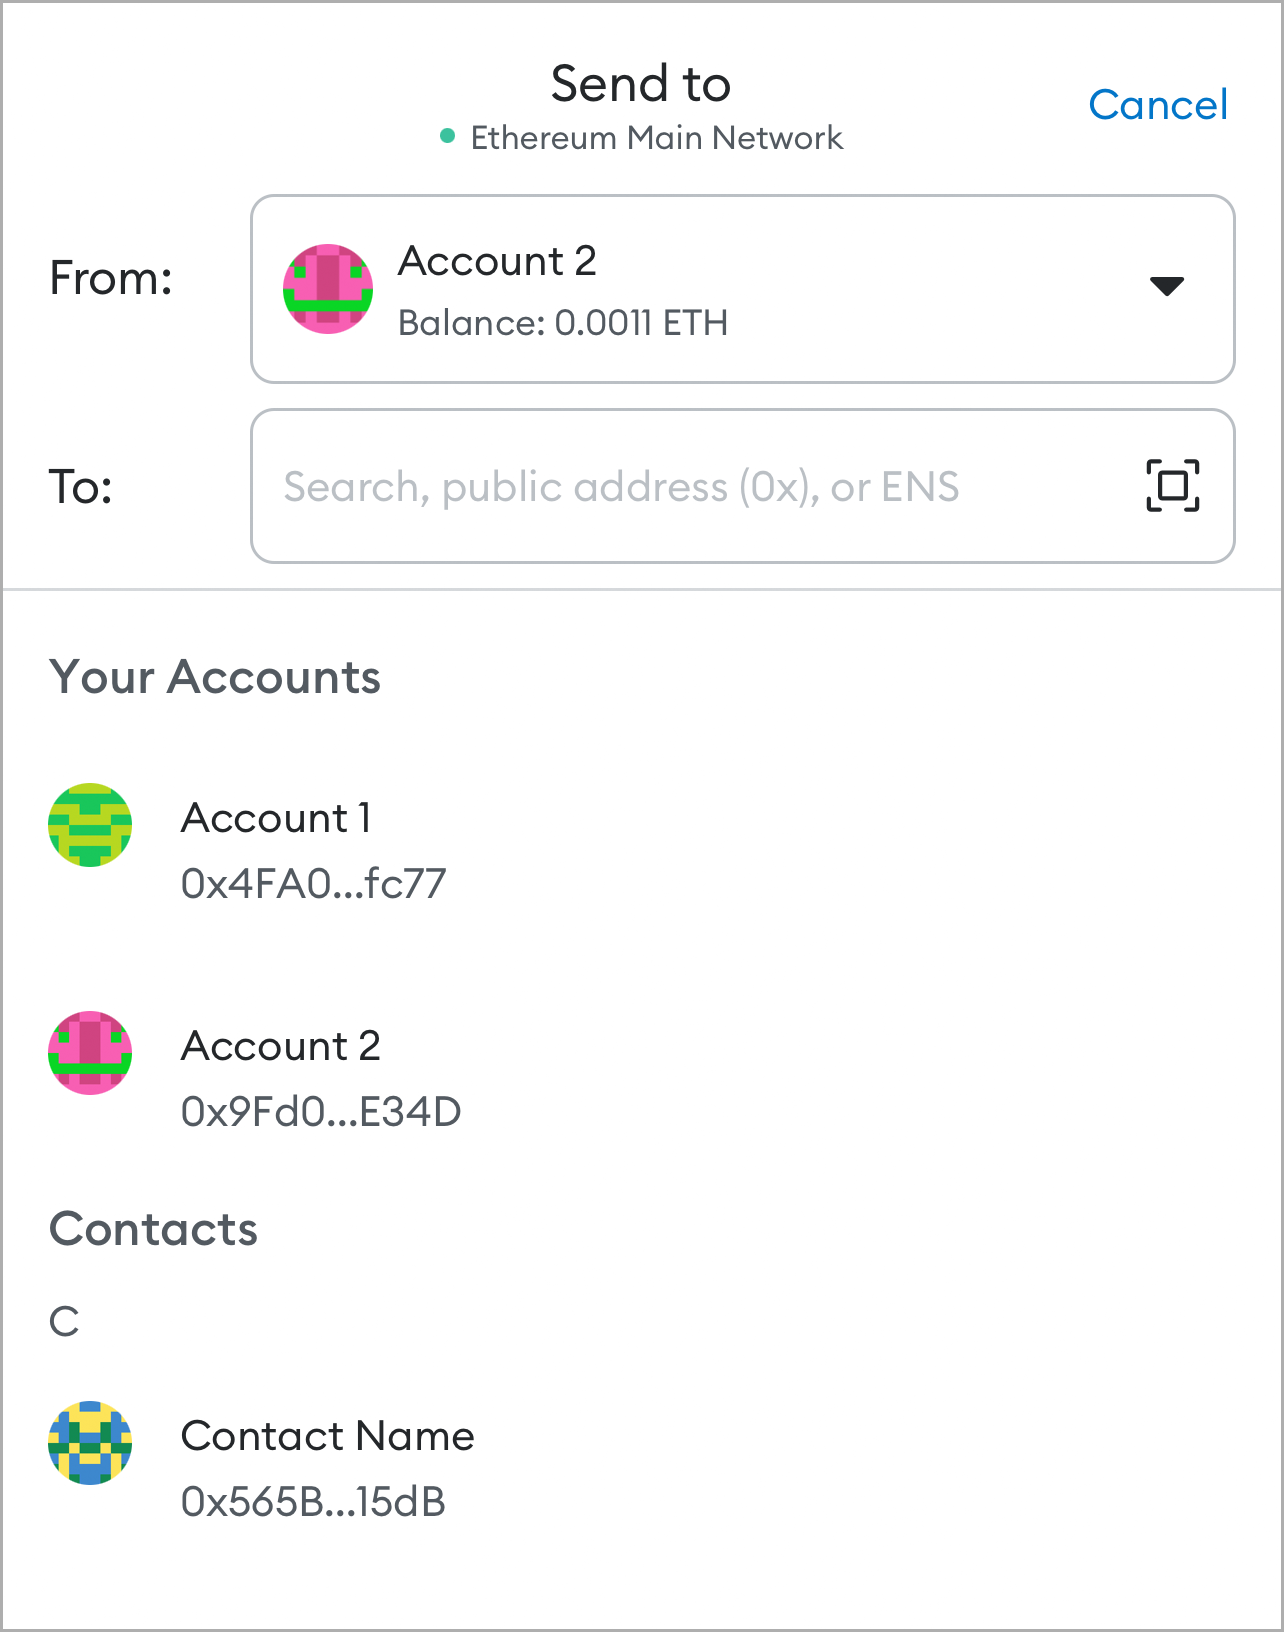 Send to
Cancel
Ethereum Main Network
From:
Account 2
Balance: 0.0011 ETH
To:
Search, public address (0x), or ENS
Your Accounts
Account 1
0x4FA0...fc77
Account 2
0x9Fd0...E34D
Contacts
C
Contact Name
0x565B...15dB